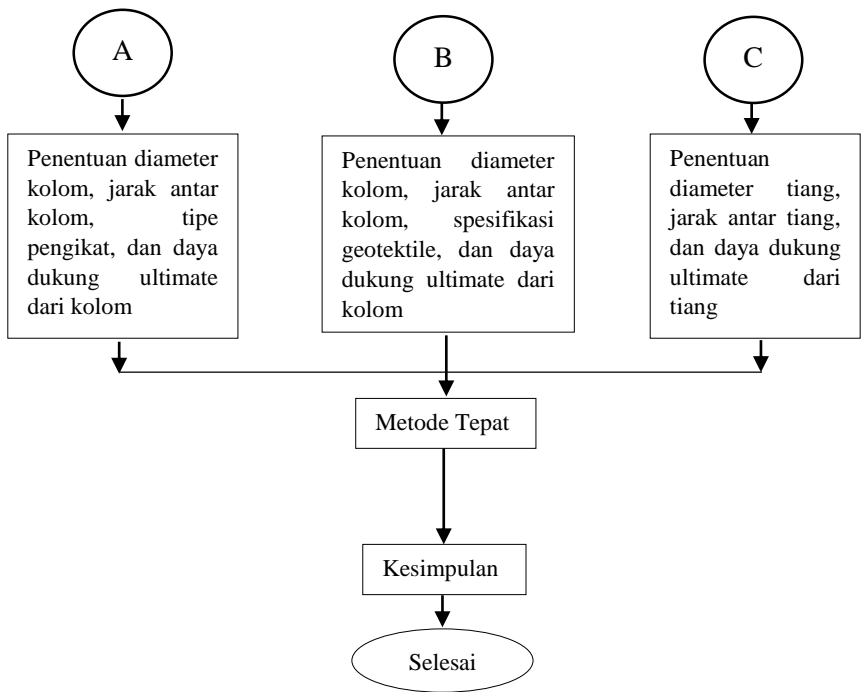 A
B
C
Penentuan diameter
kolom, jarak antar
kolom, tipe
pengikat, dan daya
dukung ultimate
dari kolom
Penentuan diameter
kolom, jarak antar
kolom, spesifikasi
geotektile, dan daya
dukung ultimate dari
kolom
Penentuan
diameter tiang,
jarak antar tiang,
dan daya dukung
ultimate dari
tiang
Metode Tepat
Kesimpulan
Selesai